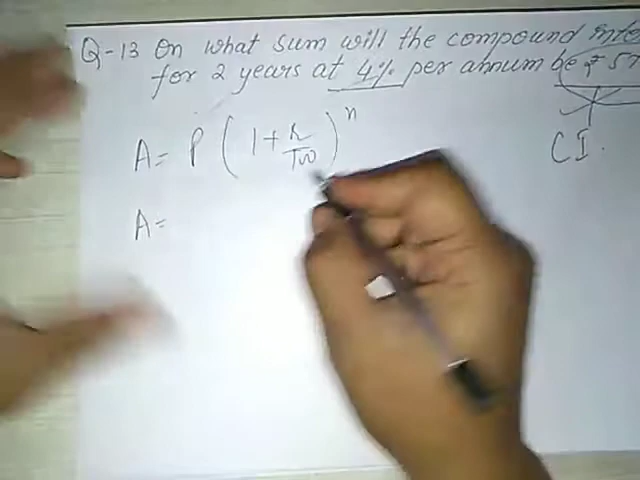 Q-13 On what sum will the compound inte
for 2 years at 4% per annum be ₹ 57
CI.
A = P ( 1 + r/100 )^n
A =